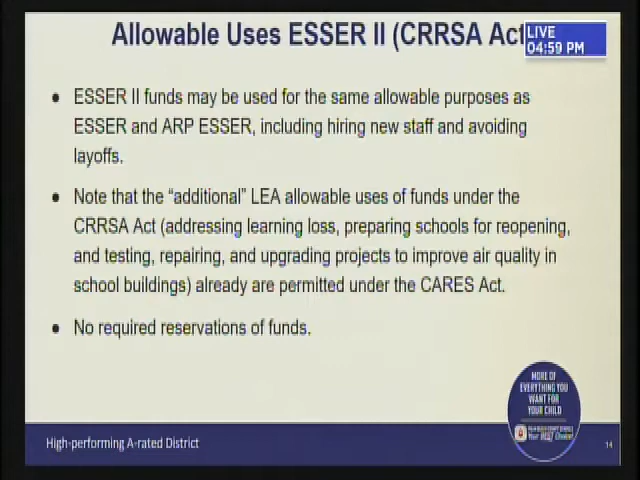 Allowable Uses ESSER II (CRRSA Act
LIVE
04:59 PM
● ESSER II funds may be used for the same allowable purposes as
ESSER and ARP ESSER, including hiring new staff and avoiding
layoffs.
● Note that the “additional” LEA allowable uses of funds under the
CRRSA Act (addressing learning loss, preparing schools for reopening,
and testing, repairing, and upgrading projects to improve air quality in
school buildings) already are permitted under the CARES Act.
● No required reservations of funds.
MORE OF
EVERYTHING YOU
WANT FOR
YOUR CHILD
Your BEST Choice!
High-performing A-rated District
14